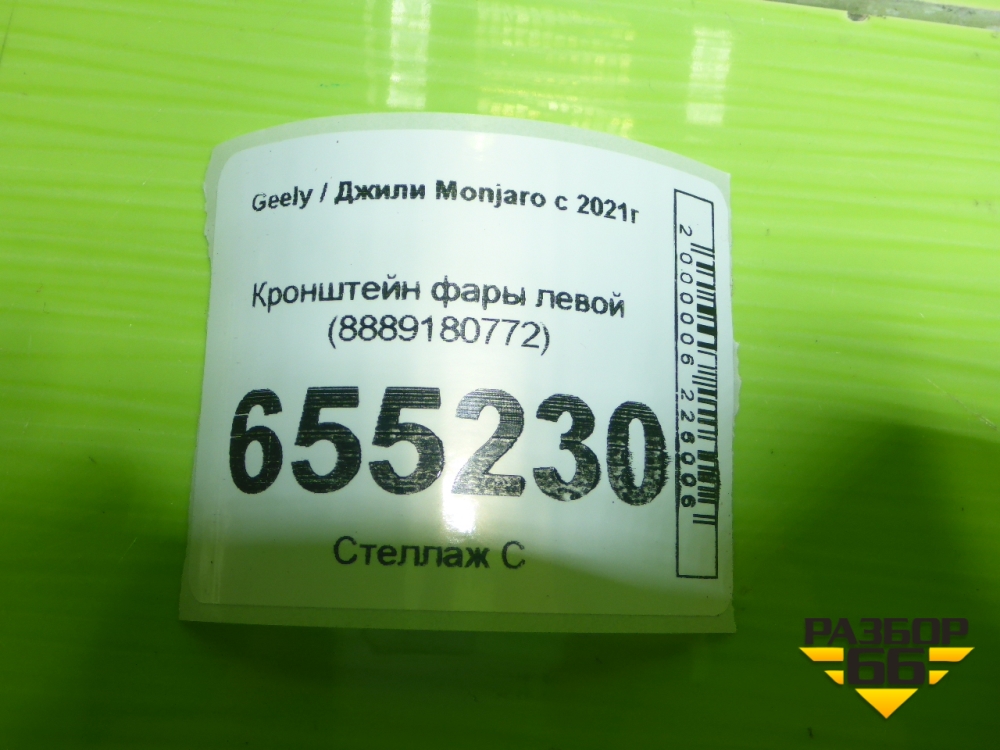 Geely / Джили Monjaro с 2021г
Кронштейн фары левой
(8889180772)
655230
Стеллаж С
2000006226006
РАЗБОР
66